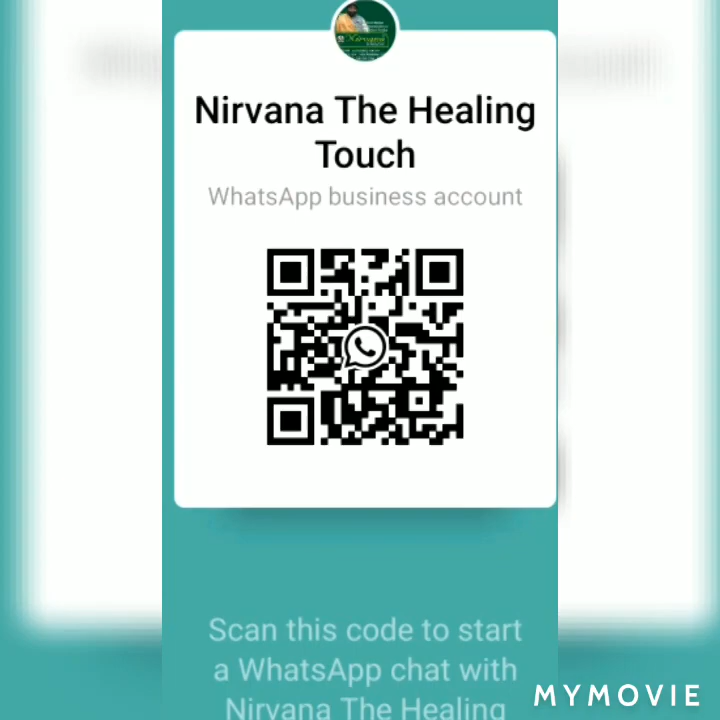 Nirvana The Healing
Touch
WhatsApp business account
Scan this code to start
a WhatsApp chat with
Nirvana The Healing
MYMOVIE